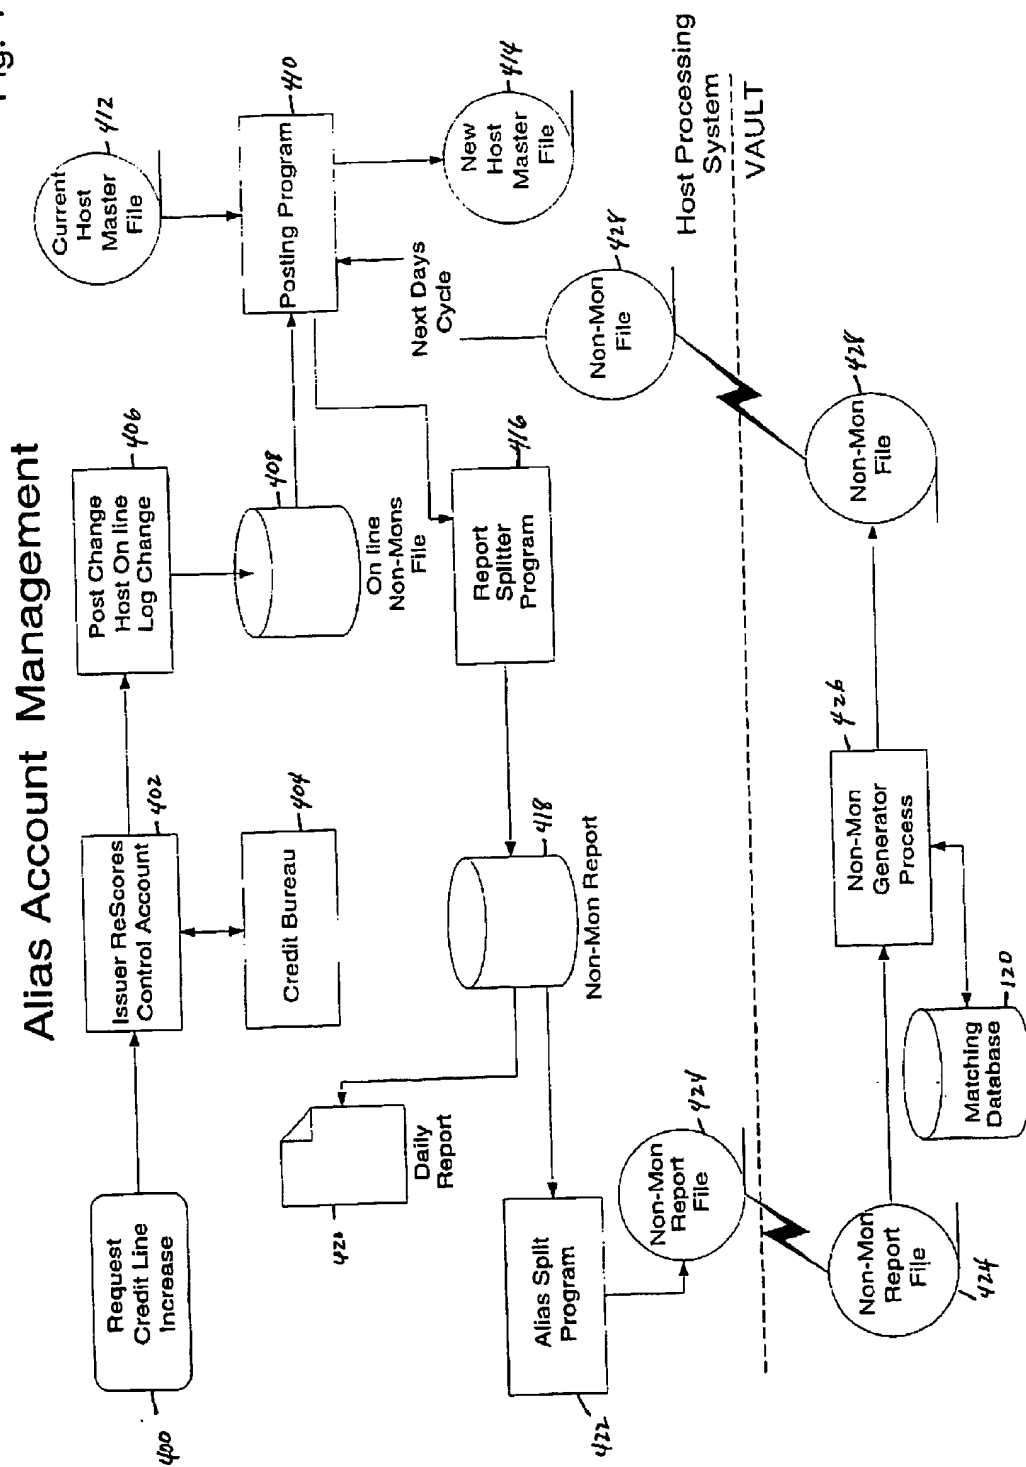 Fig.
Alias Account Management
Request
Credit Line
Increase
400
Issuer ReScores
Control Account
402
Credit Bureau
404
Post Change
Host On line
Log Change
406
408
On line
Non-Mons
File
Current
Host
Master
File
412
Posting Program
410
New
Host
Master
File
414
Next Days
Cycle
Report
Splitter
Program
416
418
Non-Mon Report
Daily
Report
420
Alias Split
Program
422
Non-Mon
Report
File
424
Non-Mon
File
428
Host Processing
System
VAULT
Non-Mon
Report
File
424
Matching
Database
120
Non-Mon
Generator
Process
426
Non-Mon
File
428